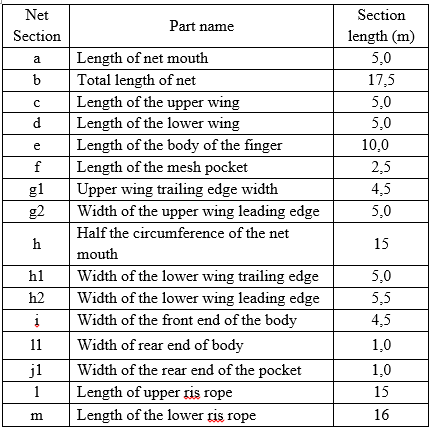 Net Section Part name Section length (m)
a Length of net mouth 5,0
b Total length of net 17,5
c Length of the upper wing 5,0
d Length of the lower wing 5,0
e Length of the body of the finger 10,0
f Length of the mesh pocket 2,5
g1 Upper wing trailing edge width 4,5
g2 Width of the upper wing leading edge 5,0
h Half the circumference of the net mouth 15
h1 Width of the lower wing trailing edge 5,0
h2 Width of the lower wing leading edge 5,5
i Width of the front end of the body 4,5
l1 Width of rear end of body 1,0
j1 Width of the rear end of the pocket 1,0
l Length of upper ris rope 15
m Length of the lower ris rope 16